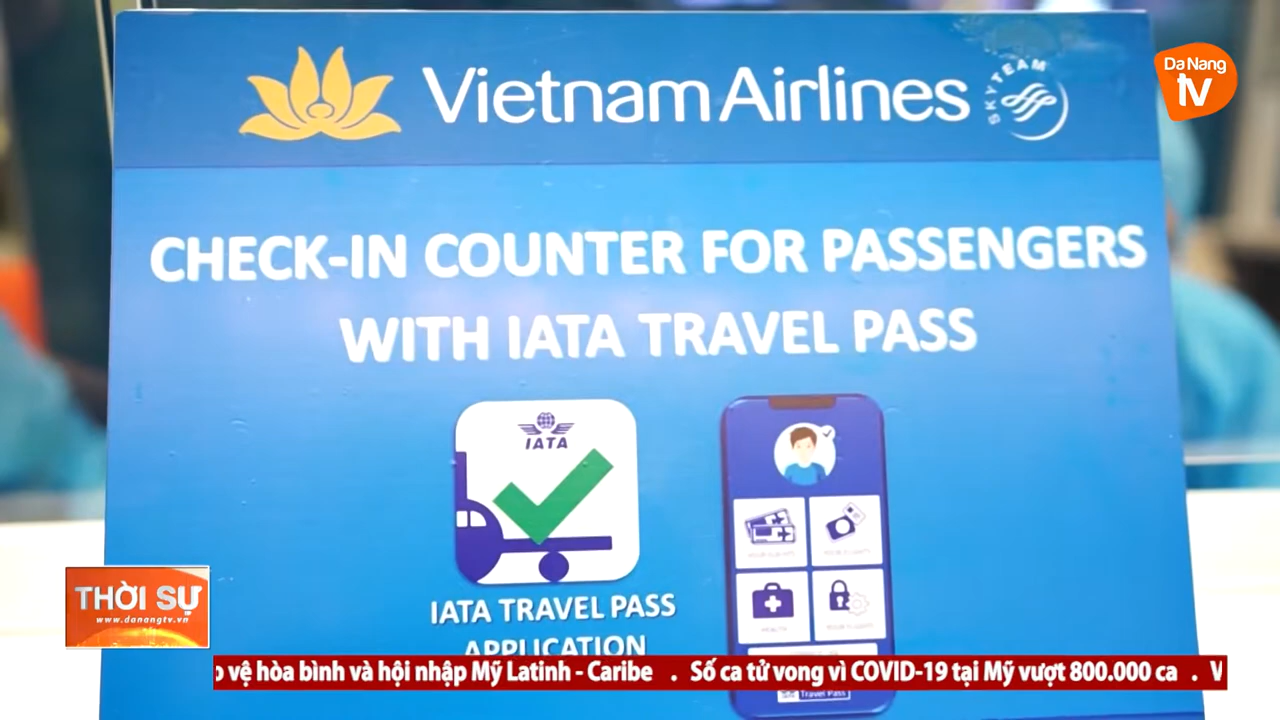 Vietnam Airlines
SKYTEAM
Da Nang
tv
CHECK-IN COUNTER FOR PASSENGERS
WITH IATA TRAVEL PASS
IATA
IATA TRAVEL PASS
APPLICATION
Travel Pass
THỜI SỰ
www.danangtv.vn
vệ hòa bình và hội nhập Mỹ Latinh - Caribe . Số ca tử vong vì COVID-19 tại Mỹ vượt 800.000 ca . V